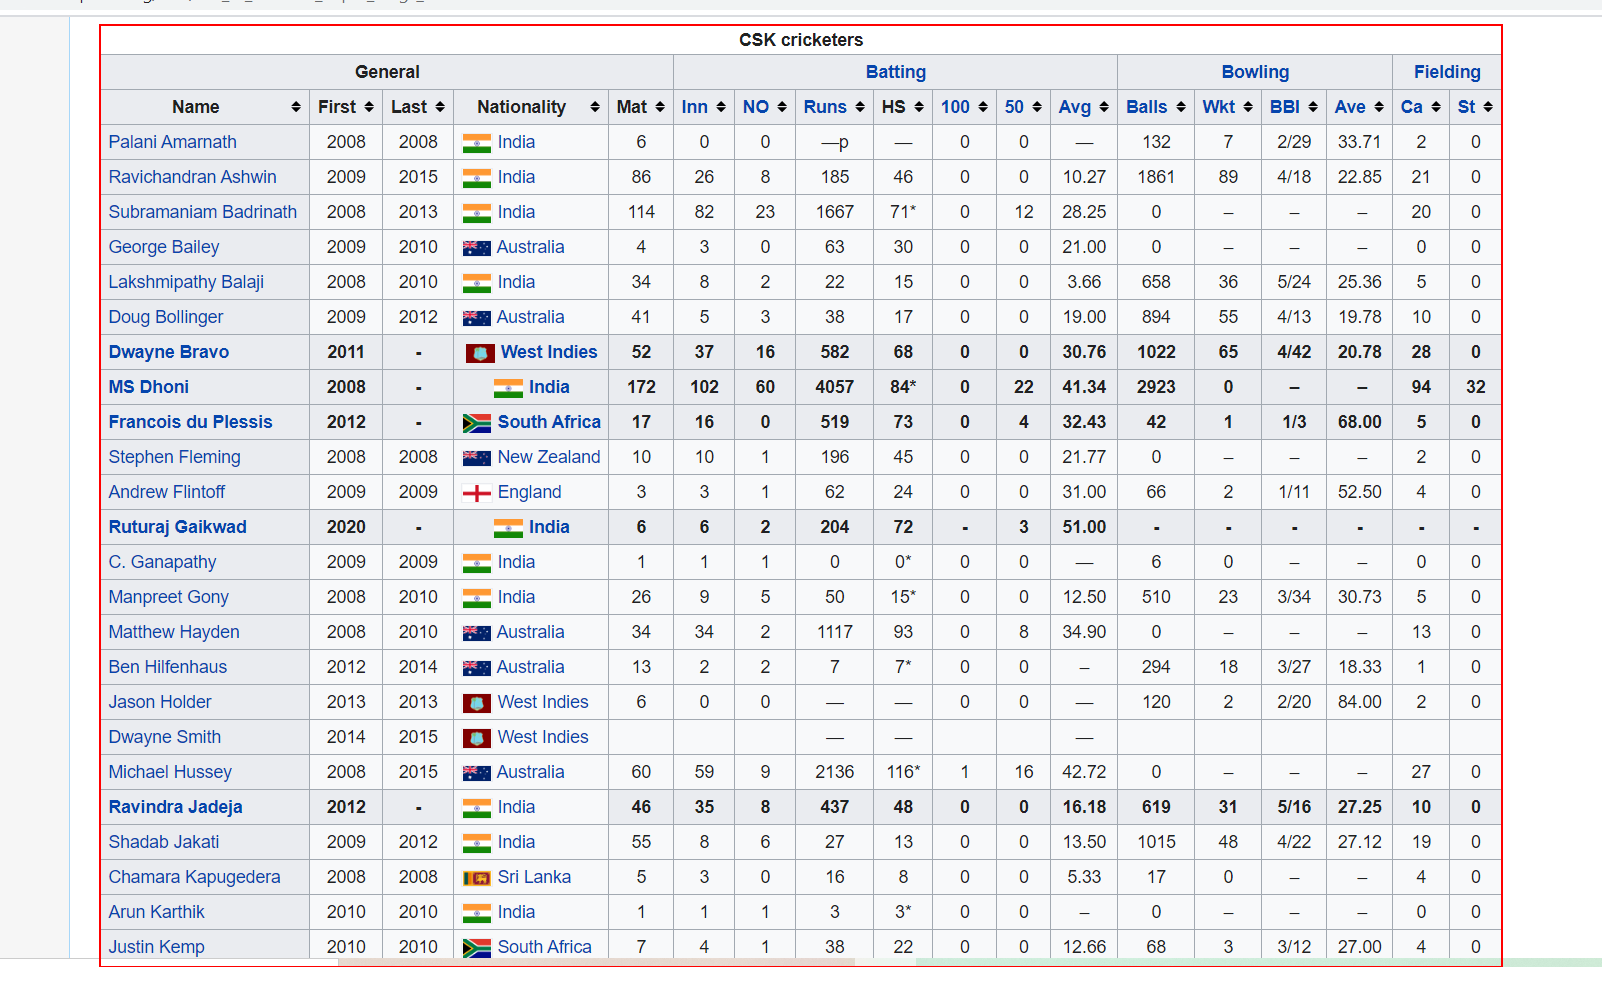 CSK cricketers
General Batting Bowling Fielding
Name First Last Nationality Mat Inn NO Runs HS 100 50 Avg Balls Wkt BBI Ave Ca St
Palani Amarnath 2008 2008 India 6 0 0 —p — 0 0 — 132 7 2/29 33.71 2 0
Ravichandran Ashwin 2009 2015 India 86 26 8 185 46 0 0 10.27 1861 89 4/18 22.85 21 0
Subramaniam Badrinath 2008 2013 India 114 82 23 1667 71* 0 12 28.25 0 – – – 20 0
George Bailey 2009 2010 Australia 4 3 0 63 30 0 0 21.00 0 – – – 0 0
Lakshmipathy Balaji 2008 2010 India 34 8 2 22 15 0 0 3.66 658 36 5/24 25.36 5 0
Doug Bollinger 2009 2012 Australia 41 5 3 38 17 0 0 19.00 894 55 4/13 19.78 10 0
Dwayne Bravo 2011 - West Indies 52 37 16 582 68 0 0 30.76 1022 65 4/42 20.78 28 0
MS Dhoni 2008 - India 172 102 60 4057 84* 0 22 41.34 2923 0 – – 94 32
Francois du Plessis 2012 - South Africa 17 16 0 519 73 0 4 32.43 42 1 1/3 68.00 5 0
Stephen Fleming 2008 2008 New Zealand 10 10 1 196 45 0 0 21.77 0 – – – 2 0
Andrew Flintoff 2009 2009 England 3 3 1 62 24 0 0 31.00 66 2 1/11 52.50 4 0
Ruturaj Gaikwad 2020 - India 6 6 2 204 72 - 3 51.00 - - - - - -
C. Ganapathy 2009 2009 India 1 1 1 0 0* 0 0 — 6 0 – – 0 0
Manpreet Gony 2008 2010 India 26 9 5 50 15* 0 0 12.50 510 23 3/34 30.73 5 0
Matthew Hayden 2008 2010 Australia 34 34 2 1117 93 0 8 34.90 0 – – – 13 0
Ben Hilfenhaus 2012 2014 Australia 13 2 2 7 7* 0 0 – 294 18 3/27 18.33 1 0
Jason Holder 2013 2013 West Indies 6 0 0 — — 0 0 — 120 2 2/20 84.00 2 0
Dwayne Smith 2014 2015 West Indies — — —
Michael Hussey 2008 2015 Australia 60 59 9 2136 116* 1 16 42.72 0 – – – 27 0
Ravindra Jadeja 2012 - India 46 35 8 437 48 0 0 16.18 619 31 5/16 27.25 10 0
Shadab Jakati 2009 2012 India 55 8 6 27 13 0 0 13.50 1015 48 4/22 27.12 19 0
Chamara Kapugedera 2008 2008 Sri Lanka 5 3 0 16 8 0 0 5.33 17 0 – – 4 0
Arun Karthik 2010 2010 India 1 1 1 3 3* 0 0 – 0 – – – 0 0
Justin Kemp 2010 2010 South Africa 7 4 1 38 22 0 0 12.66 68 3 3/12 27.00 4 0